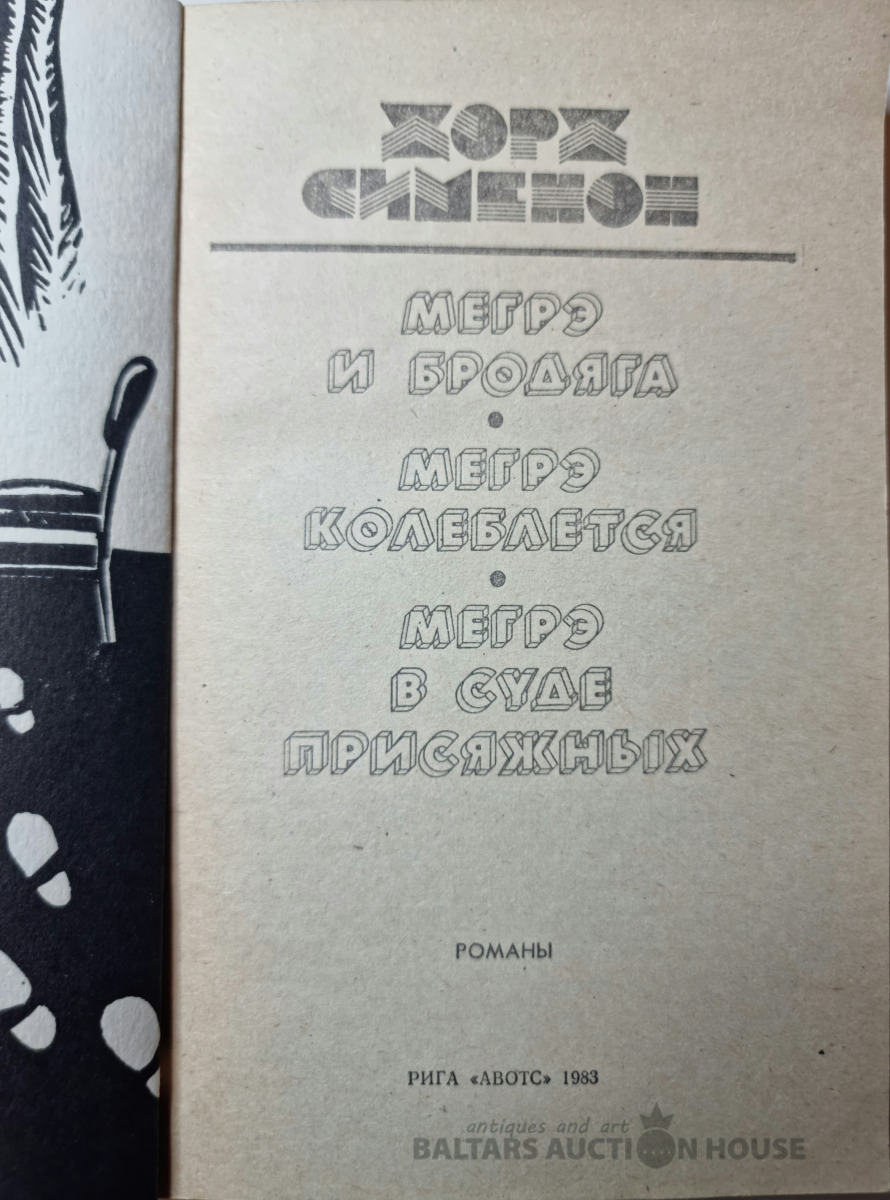 ЖОРЖ
СИМЕНОН
МЕГРЭ
И БРОДЯГА
•
МЕГРЭ
КОЛЕБЛЕТСЯ
•
МЕГРЭ
В СУДЕ
ПРИСЯЖНЫХ
РОМАНЫ
РИГА «АВОТС» 1983
antiques and art
BALTARS AUCTION HOUSE